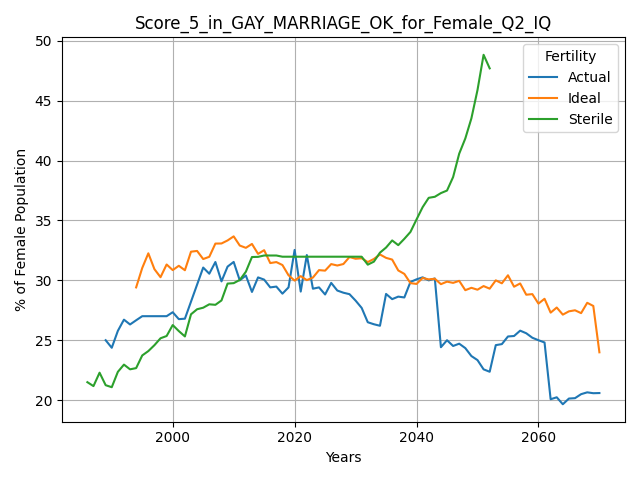 Score_5_in_GAY_MARRIAGE_OK_for_Female_Q2_IQ
% of Female Population
50
45
40
35
30
25
20
Fertility
Actual
Ideal
Sterile
2000
2020
2040
2060
Years